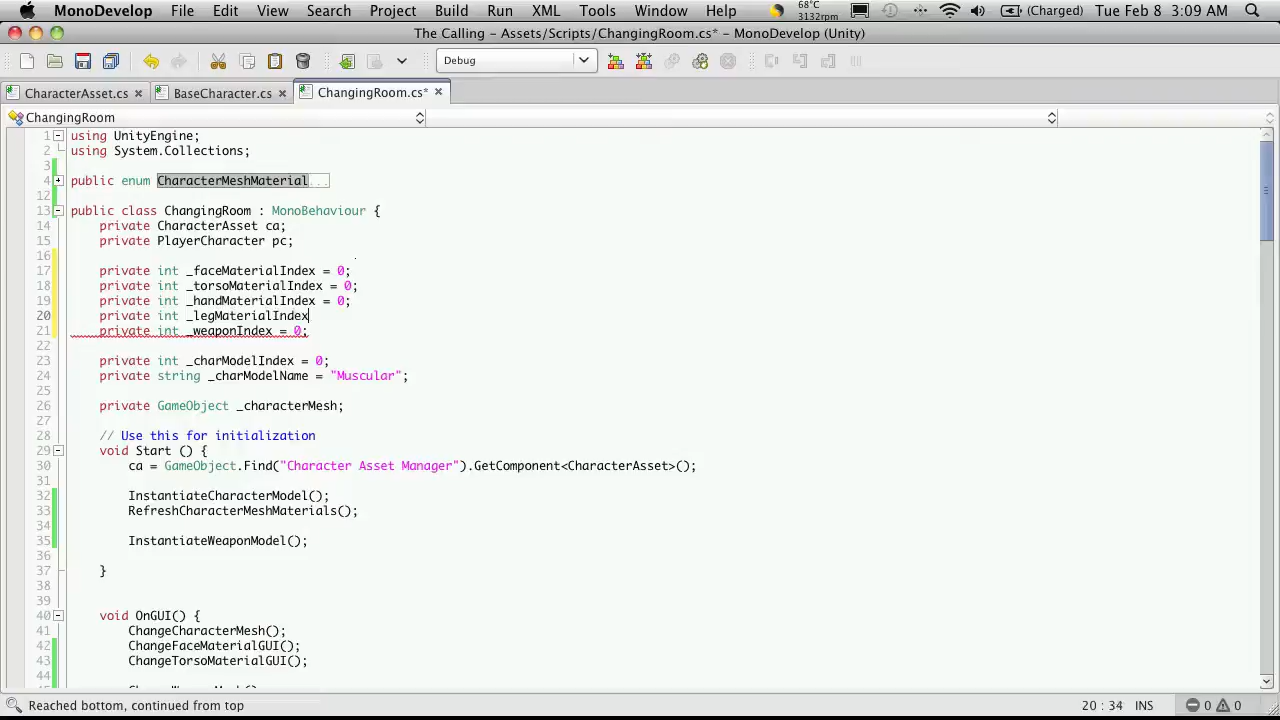 MonoDevelop File Edit View Search Project Build Run XML Tools Window Help 68°C 3132rpm (Charged) Tue Feb 8 3:09 AM
The Calling - Assets/Scripts/ChangingRoom.cs* - MonoDevelop (Unity)
Debug
CharacterAsset.cs BaseCharacter.cs ChangingRoom.cs*
ChangingRoom
1 using UnityEngine;
2 using System.Collections;
3
4 public enum CharacterMeshMaterial ...
12
13 public class ChangingRoom : MonoBehaviour {
14 private CharacterAsset ca;
15 private PlayerCharacter pc;
16
17 private int _faceMaterialIndex = 0;
18 private int _torsoMaterialIndex = 0;
19 private int _handMaterialIndex = 0;
20 private int _legMaterialIndex
21 private int _weaponIndex = 0;
22
23 private int _charModelIndex = 0;
24 private string _charModelName = "Muscular";
25
26 private GameObject _characterMesh;
27
28 // Use this for initialization
29 void Start () {
30 ca = GameObject.Find("Character Asset Manager").GetComponent<CharacterAsset>();
31
32 InstantiateCharacterModel();
33 RefreshCharacterMeshMaterials();
34
35 InstantiateWeaponModel();
36
37 }
38
39
40 void OnGUI() {
41 ChangeCharacterMesh();
42 ChangeFaceMaterialGUI();
43 ChangeTorsoMaterialGUI();
44
Reached bottom, continued from top 20 : 34 INS 0 0